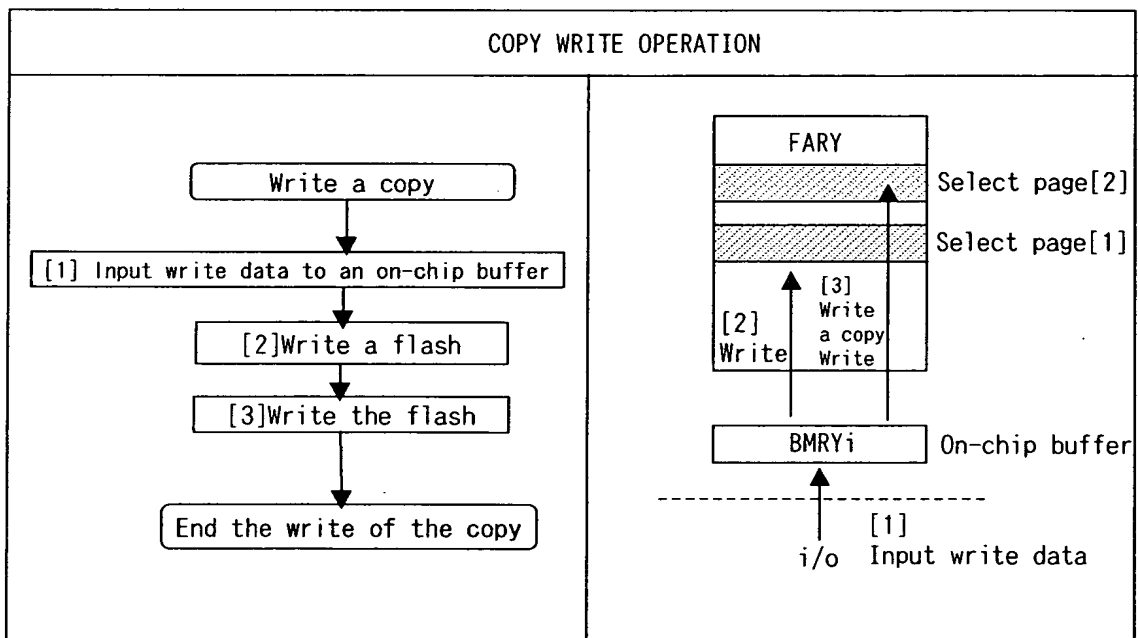 COPY WRITE OPERATION
Write a copy
[1] Input write data to an on-chip buffer
[2]Write a flash
[3]Write the flash
End the write of the copy
FARY
Select page[2]
Select page[1]
[3]
Write
a copy
Write
[2]
Write
BMRYi
On-chip buffer
[1]
i/o Input write data